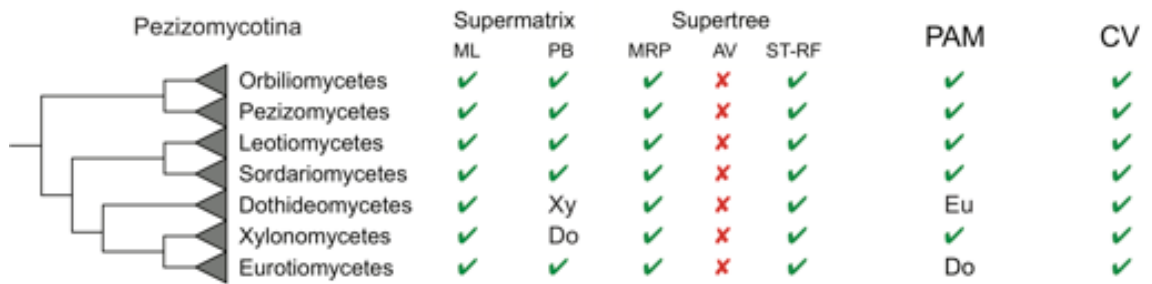 Pezizomycotina Supermatrix Supertree PAM CV
ML PB MRP AV ST-RF
Orbiliomycetes ✔ ✔ ✔ ✘ ✔ ✔ ✔
Pezizomycetes ✔ ✔ ✔ ✘ ✔ ✔ ✔
Leotiomycetes ✔ ✔ ✔ ✘ ✔ ✔ ✔
Sordariomycetes ✔ ✔ ✔ ✘ ✔ ✔ ✔
Dothideomycetes ✔ Xy ✔ ✘ ✔ Eu ✔
Xylonomycetes ✔ Do ✔ ✘ ✔ ✔ ✔
Eurotiomycetes ✔ ✔ ✔ ✘ ✔ Do ✔